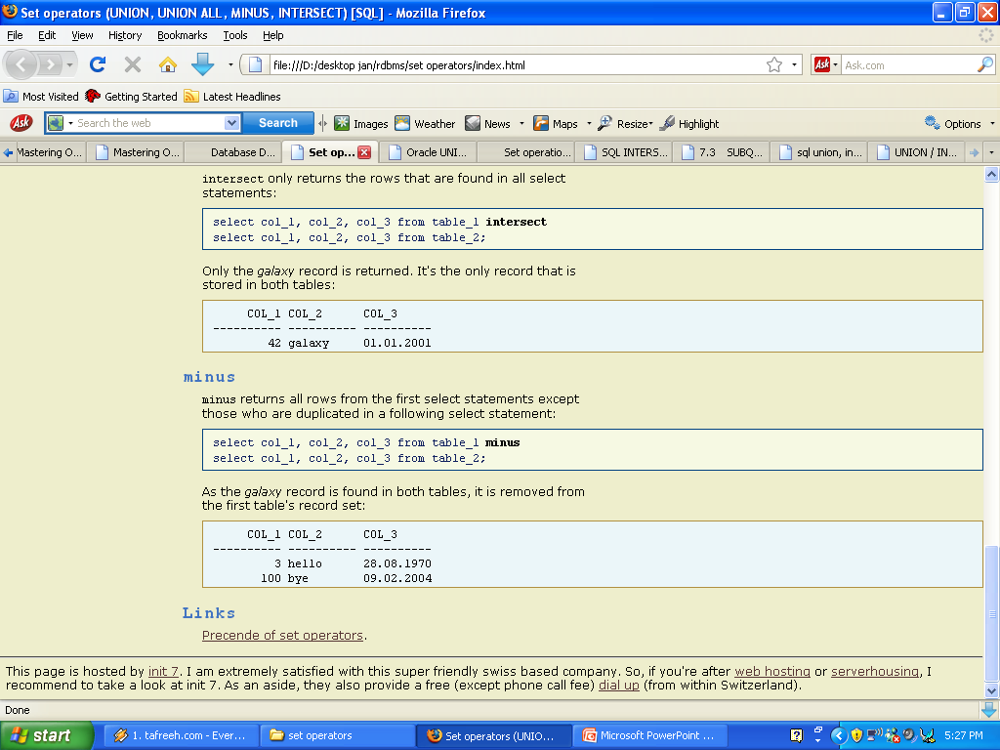 Set operators (UNION, UNION ALL, MINUS, INTERSECT) [SQL] - Mozilla Firefox
File Edit View History Bookmarks Tools Help
file:///D:/desktop jan/rdbms/set operators/index.html
Ask Ask.com
Most Visited Getting Started Latest Headlines
Ask Search the web Search Images Weather News Maps Resize Highlight Options
Mastering O... Mastering O... Database D... Set op... Oracle UNI... Set operatio... SQL INTERS... 7.3 SUBQ... sql union, in... UNION / IN...
intersect only returns the rows that are found in all select
statements:
select col_1, col_2, col_3 from table_1 intersect
select col_1, col_2, col_3 from table_2;
Only the galaxy record is returned. It's the only record that is
stored in both tables:
COL_1 COL_2 COL_3
---------- ---------- ----------
42 galaxy 01.01.2001
minus
minus returns all rows from the first select statements except
those who are duplicated in a following select statement:
select col_1, col_2, col_3 from table_1 minus
select col_1, col_2, col_3 from table_2;
As the galaxy record is found in both tables, it is removed from
the first table's record set:
COL_1 COL_2 COL_3
---------- ---------- ----------
3 hello 28.08.1970
100 bye 09.02.2004
Links
Precende of set operators.
This page is hosted by init 7. I am extremely satisfied with this super friendly swiss based company. So, if you're after web hosting or serverhousing, I
recommend to take a look at init 7. As an aside, they also provide a free (except phone call fee) dial up (from within Switzerland).
Done
start 1. tafreeh.com - Ever... set operators Set operators (UNIO... Microsoft PowerPoint ... 5:27 PM